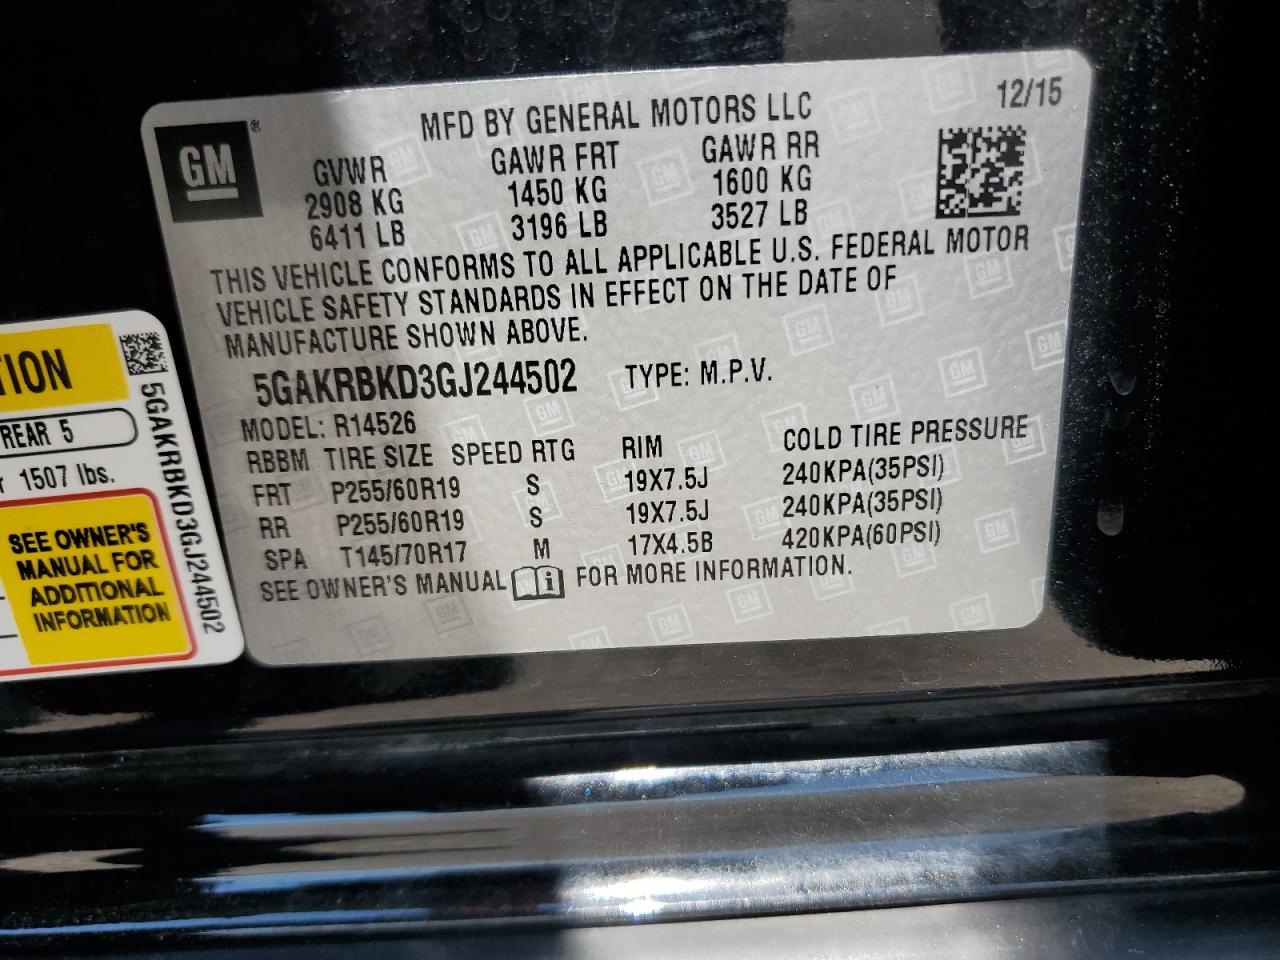 MFD BY GENERAL MOTORS LLC 12/15
GM ®
GVWR GAWR FRT GAWR RR
2908 KG 1450 KG 1600 KG
6411 LB 3196 LB 3527 LB
THIS VEHICLE CONFORMS TO ALL APPLICABLE U.S. FEDERAL MOTOR
VEHICLE SAFETY STANDARDS IN EFFECT ON THE DATE OF
MANUFACTURE SHOWN ABOVE.
5GAKRBKD3GJ244502 TYPE: M.P.V.
MODEL: R14526
RBBM TIRE SIZE SPEED RTG RIM COLD TIRE PRESSURE
FRT P255/60R19 S 19X7.5J 240KPA(35PSI)
RR P255/60R19 S 19X7.5J 240KPA(35PSI)
SPA T145/70R17 M 17X4.5B 420KPA(60PSI)
SEE OWNER'S MANUAL i FOR MORE INFORMATION.
TION
REAR 5
r 1507 lbs.
SEE OWNER'S
MANUAL FOR
ADDITIONAL
INFORMATION
5GAKRBKD3GJ244502